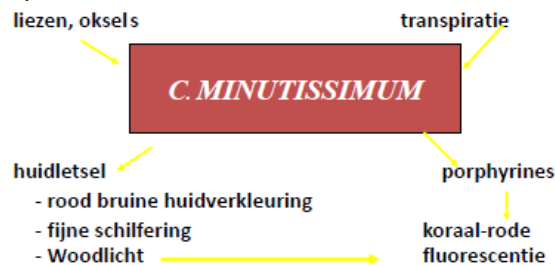 liezen, oksels
transpiratie
C. MINUTISSIMUM
huidletsel
- rood bruine huidverkleuring
- fijne schilfering
- Woodlicht
porphyrines
koraal-rode
fluorescentie